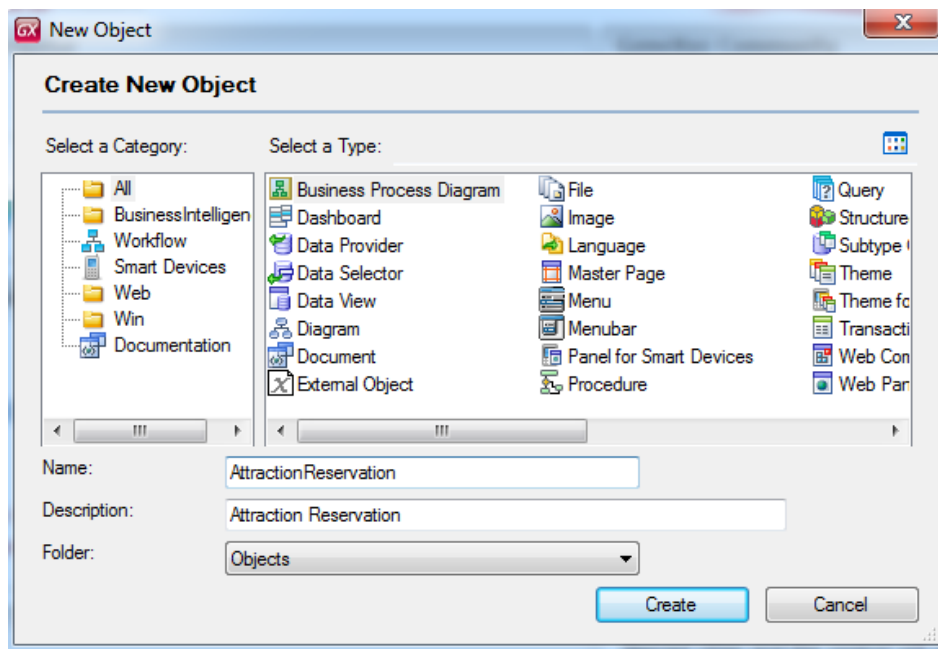 New Object
Create New Object
Select a Category:
Select a Type:
All
BusinessIntelligen
Workflow
Smart Devices
Web
Win
Documentation
Business Process Diagram
Dashboard
Data Provider
Data Selector
Data View
Diagram
Document
External Object
File
Image
Language
Master Page
Menu
Menubar
Panel for Smart Devices
Procedure
Query
Structure
Subtype
Theme
Theme fo
Transacti
Web Com
Web Pan
Name:
AttractionReservation
Description:
Attraction Reservation
Folder:
Objects
Create
Cancel